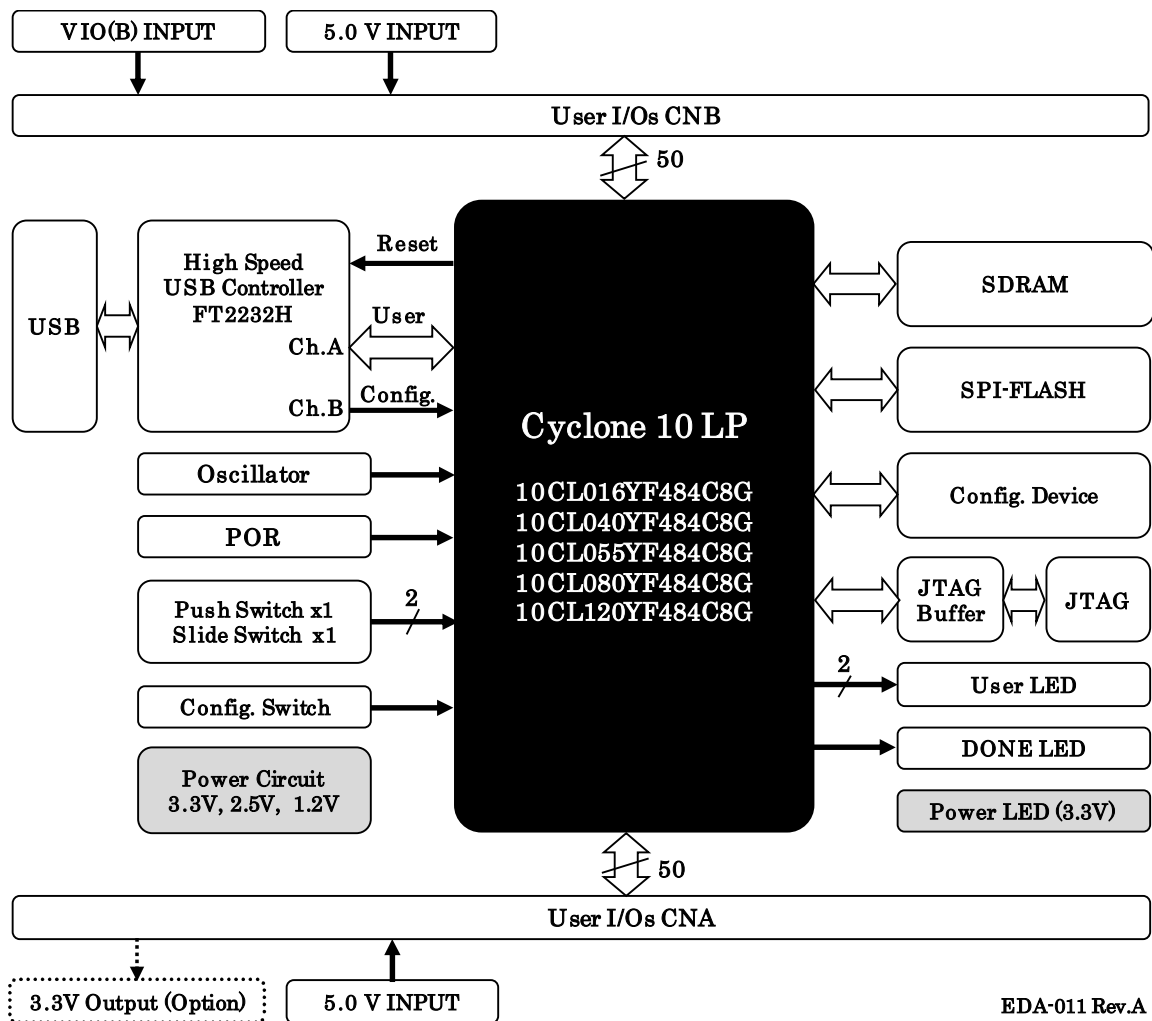 VIO(B) INPUT
5.0 V INPUT
User I/Os CNB
50
USB
High Speed
USB Controller
FT2232H
Ch.A
Ch.B
Reset
User
Config.
Oscillator
POR
Push Switch x1
Slide Switch x1
2
Config. Switch
Power Circuit
3.3V, 2.5V, 1.2V
Cyclone 10 LP
10CL016YF484C8G
10CL040YF484C8G
10CL055YF484C8G
10CL080YF484C8G
10CL120YF484C8G
SDRAM
SPI-FLASH
Config. Device
JTAG
Buffer
JTAG
2
User LED
DONE LED
Power LED (3.3V)
50
User I/Os CNA
3.3V Output (Option)
5.0 V INPUT
EDA-011 Rev.A